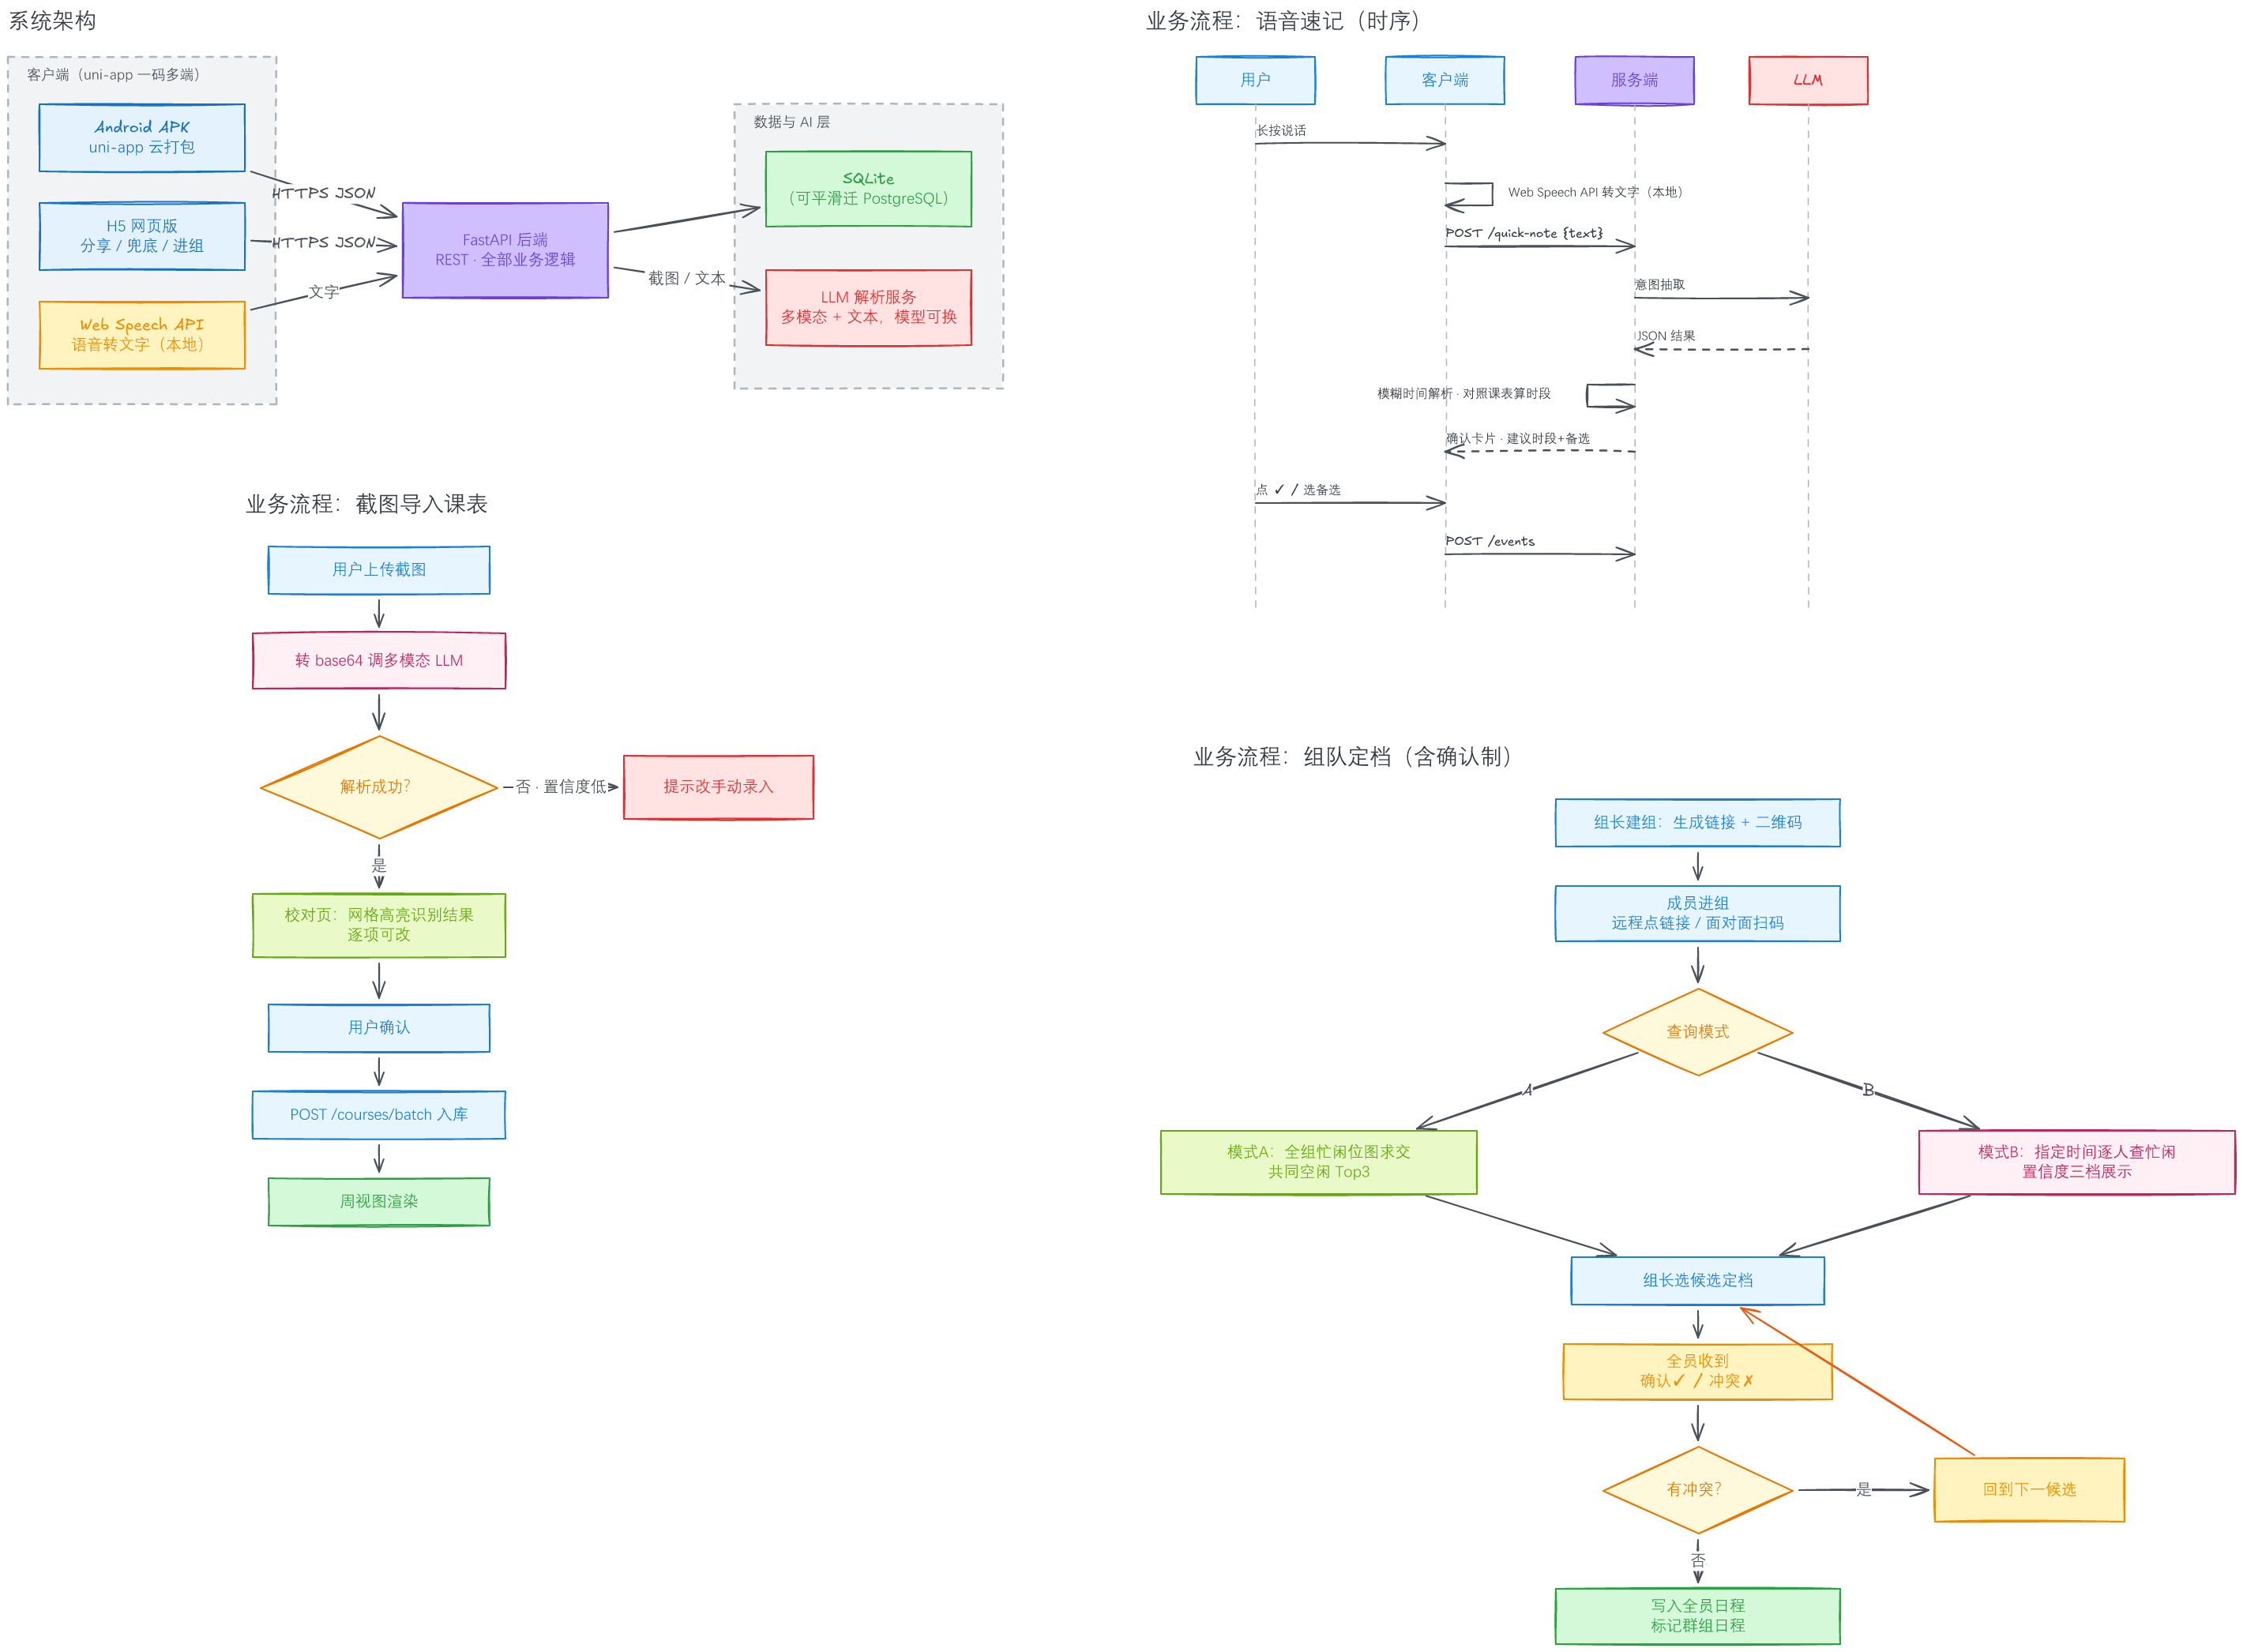 系统架构
客户端（uni-app 一码多端）
Android APK
uni-app 云打包
H5 网页版
分享 / 兜底 / 进组
Web Speech API
语音转文字（本地）
HTTPS JSON
HTTPS JSON
文字
FastAPI 后端
REST · 全部业务逻辑
截图 / 文本
数据与 AI 层
SQLite
（可平滑迁 PostgreSQL）
LLM 解析服务
多模态 + 文本，模型可换
业务流程：语音速记（时序）
用户
客户端
服务端
LLM
长按说话
Web Speech API 转文字（本地）
POST /quick-note {text}
意图抽取
JSON 结果
模糊时间解析 · 对照课表算时段
确认卡片 · 建议时段+备选
点 ✓ / 选备选
POST /events
业务流程：截图导入课表
用户上传截图
转 base64 调多模态 LLM
解析成功？
否 · 置信度低
提示改手动录入
是
校对页：网格高亮识别结果
逐项可改
用户确认
POST /courses/batch 入库
周视图渲染
业务流程：组队定档（含确认制）
组长建组：生成链接 + 二维码
成员进组
远程点链接 / 面对面扫码
查询模式
A
B
模式A：全组忙闲位图求交
共同空闲 Top3
模式B：指定时间逐人查忙闲
置信度三档展示
组长选候选定档
全员收到
确认✓ / 冲突✗
有冲突？
是
回到下一候选
否
写入全员日程
标记群组日程